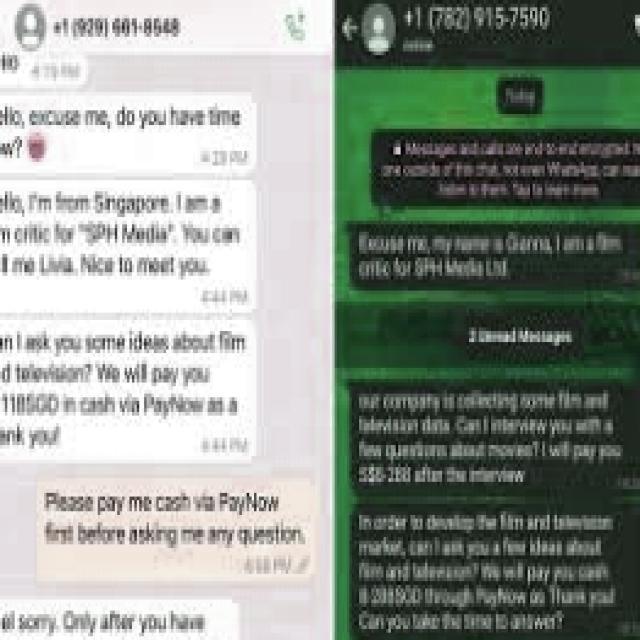 +1 (929) 601-8548
4:19 PM
ello, excuse me, do you have time
w?
4:23 PM
ello, I'm from Singapore. I am a
m critic for "SPH Media". You can
ll me Livia. Nice to meet you.
4:44 PM
an I ask you some ideas about film
d television? We will pay you
118SGD in cash via PayNow as a
ank you!
4:44 PM
Please pay me cash via PayNow
first before asking me any question.
4:58 PM
el sorry. Only after you have
+1 (782) 915-7590
online
Today
Messages and calls are end-to-end encrypted. No
one outside of this chat, not even WhatsApp, can read
listen to them. Tap to learn more.
Excuse me, my name is Gianna, I am a film
critic for SPH Media Ltd.
2 Unread Messages
our company is collecting some film and
television data. Can I interview you with a
few questions about movies? I will pay you
S$8-288 after the interview
In order to develop the film and television
market, can I ask you a few ideas about
film and television? We will pay you cash
8-288SGD through PayNow as Thank you!
Can you take the time to answer?